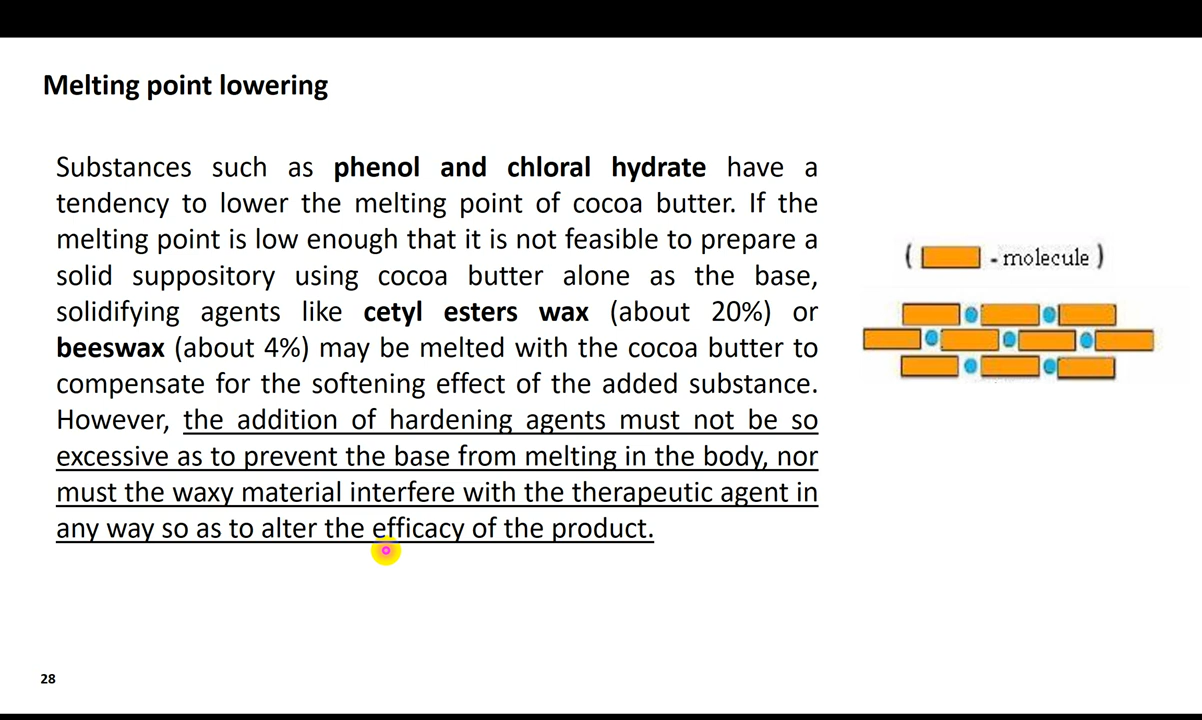 Melting point lowering
Substances such as phenol and chloral hydrate have a
tendency to lower the melting point of cocoa butter. If the
melting point is low enough that it is not feasible to prepare a
solid suppository using cocoa butter alone as the base,
solidifying agents like cetyl esters wax (about 20%) or
beeswax (about 4%) may be melted with the cocoa butter to
compensate for the softening effect of the added substance.
However, the addition of hardening agents must not be so
excessive as to prevent the base from melting in the body, nor
must the waxy material interfere with the therapeutic agent in
any way so as to alter the efficacy of the product.
( - molecule )
28